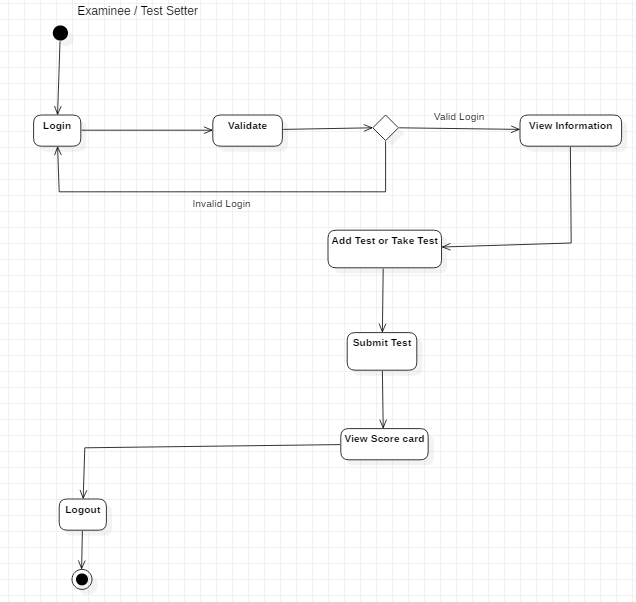 Examinee / Test Setter
Login
Validate
Valid Login
View Information
Invalid Login
Add Test or Take Test
Submit Test
View Score card
Logout